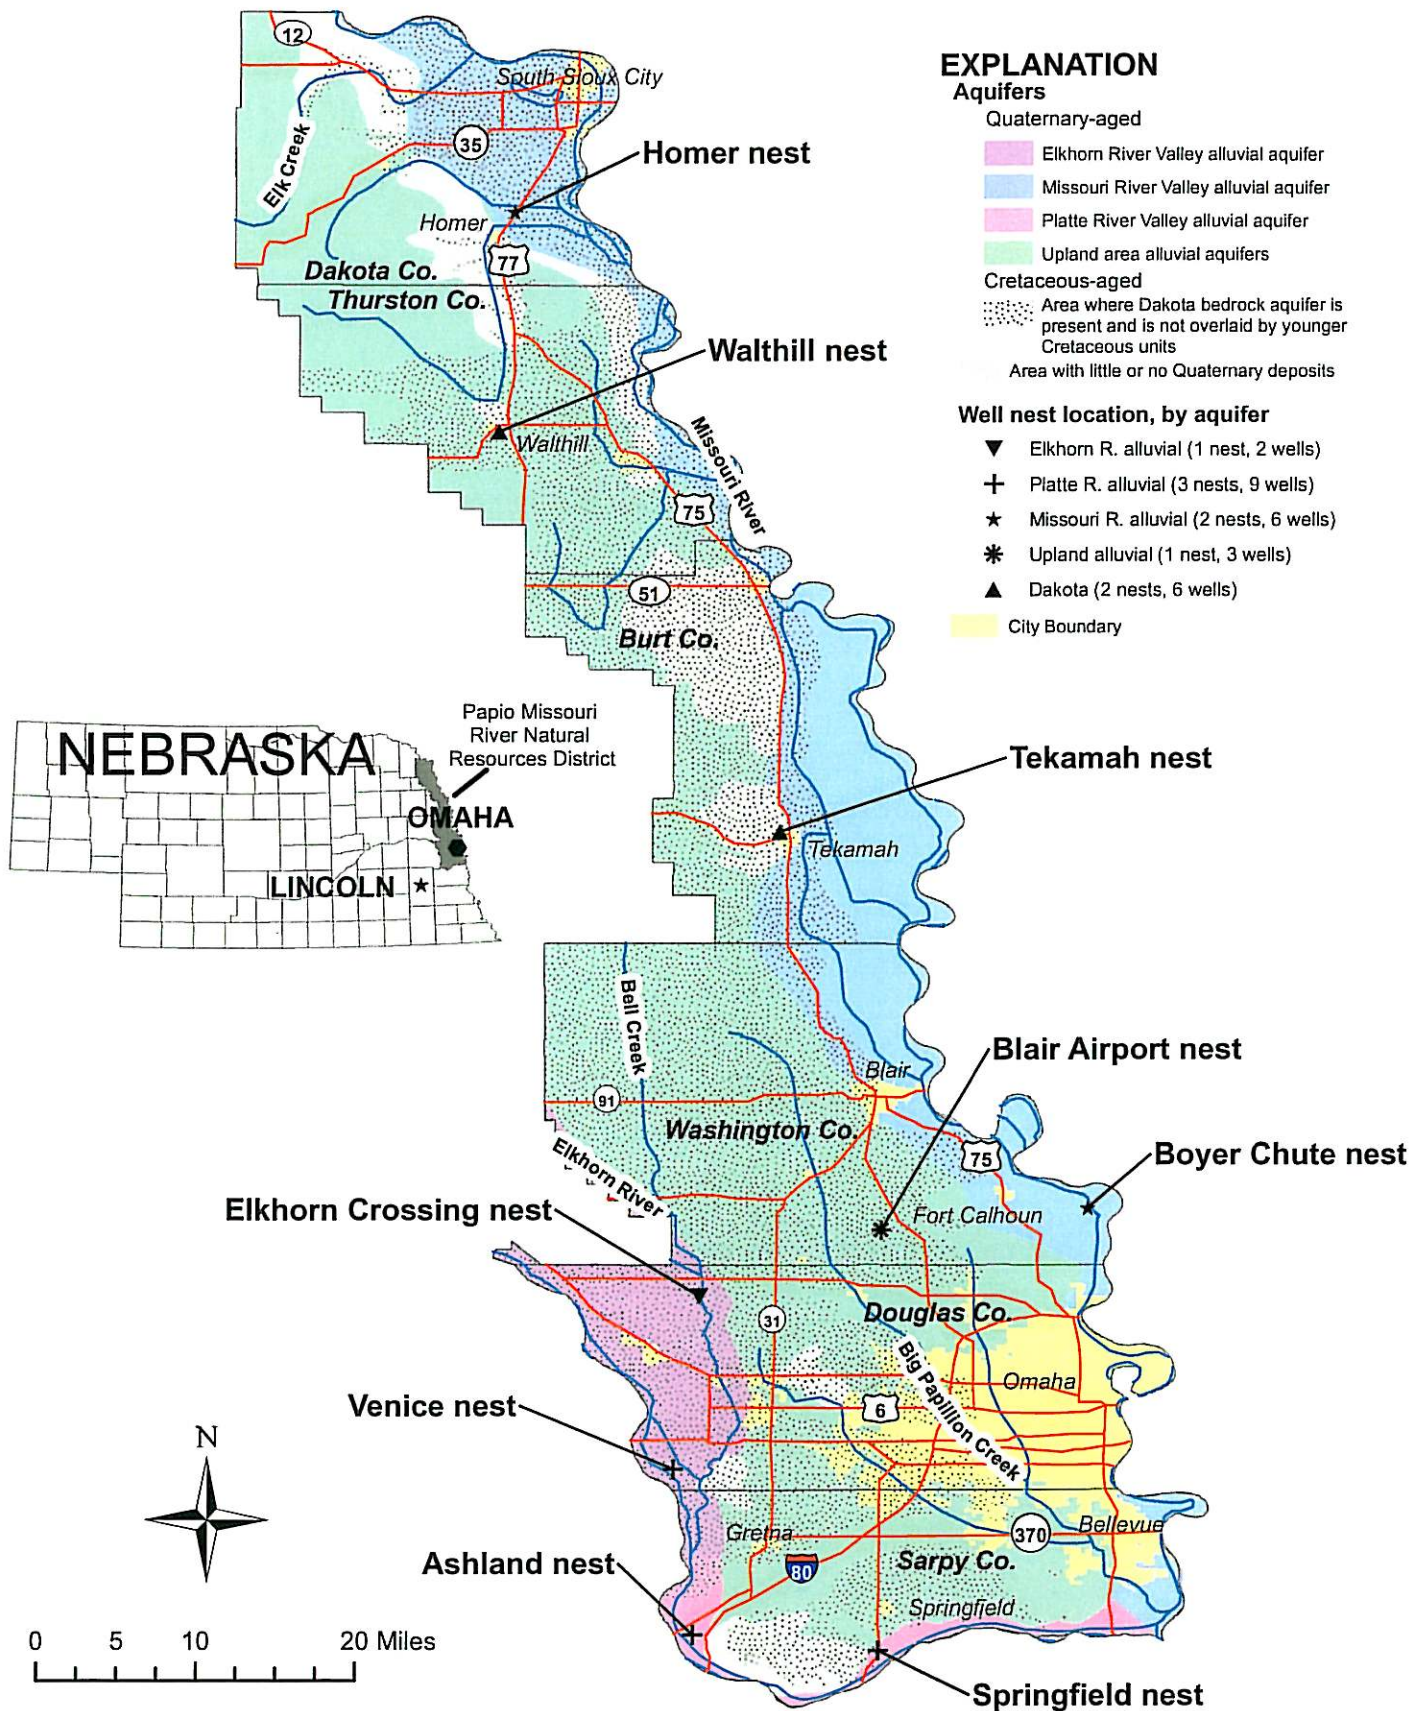 EXPLANATION
Aquifers
Quaternary-aged
Elkhorn River Valley alluvial aquifer
Missouri River Valley alluvial aquifer
Platte River Valley alluvial aquifer
Upland area alluvial aquifers
Cretaceous-aged
Area where Dakota bedrock aquifer is
present and is not overlaid by younger
Cretaceous units
Area with little or no Quaternary deposits
Well nest location, by aquifer
Elkhorn R. alluvial (1 nest, 2 wells)
Platte R. alluvial (3 nests, 9 wells)
Missouri R. alluvial (2 nests, 6 wells)
Upland alluvial (1 nest, 3 wells)
Dakota (2 nests, 6 wells)
City Boundary
12
South Sioux City
35
Elk Creek
Homer nest
Homer
77
Dakota Co.
Thurston Co.
Walthill nest
Walthill
Missouri River
75
51
Burt Co.
Papio Missouri
River Natural
Resources District
NEBRASKA
OMAHA
LINCOLN
Tekamah nest
Tekamah
Bell Creek
Blair Airport nest
Blair
91
Washington Co.
75
Boyer Chute nest
Elkhorn River
Elkhorn Crossing nest
Fort Calhoun
Douglas Co.
31
Big Papillion Creek
Omaha
6
Venice nest
N
Gretna
370
Bellevue
Ashland nest
80
Sarpy Co.
Springfield
0 5 10 20 Miles
Springfield nest